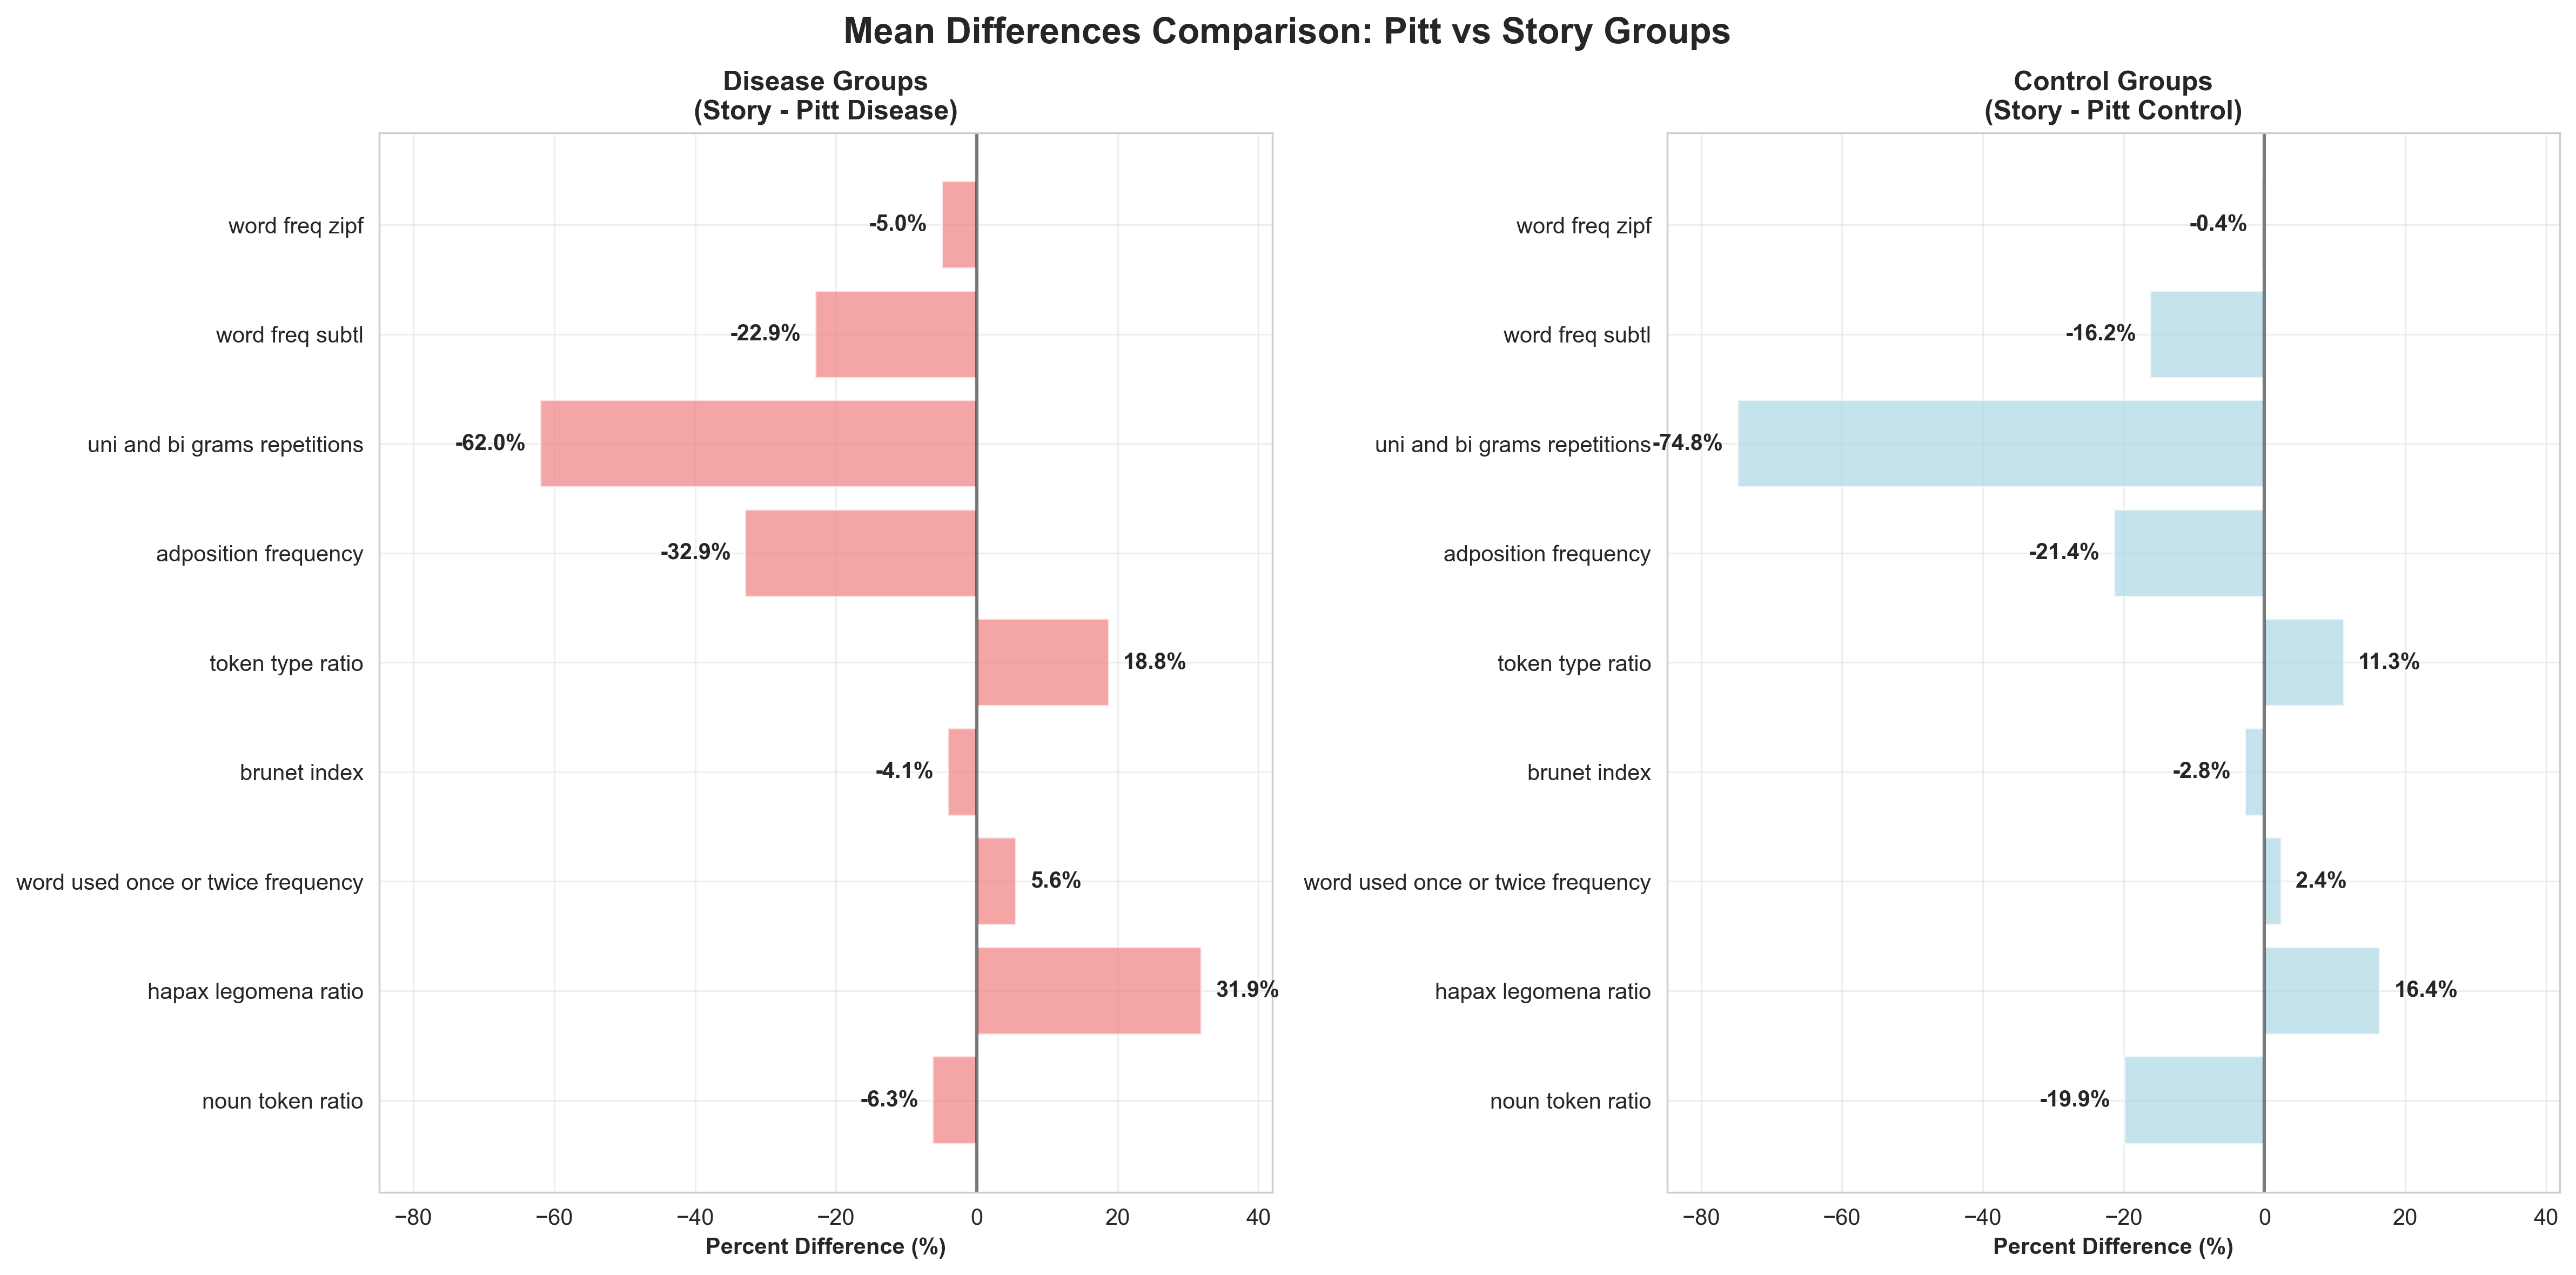 Mean Differences Comparison: Pitt vs Story Groups
Disease Groups
(Story - Pitt Disease)
word freq zipf
-5.0%
word freq subtl
-22.9%
uni and bi grams repetitions
-62.0%
adposition frequency
-32.9%
token type ratio
18.8%
brunet index
-4.1%
word used once or twice frequency
5.6%
hapax legomena ratio
31.9%
noun token ratio
-6.3%
−80 −60 −40 −20 0 20 40
Percent Difference (%)
Control Groups
(Story - Pitt Control)
word freq zipf
-0.4%
word freq subtl
-16.2%
uni and bi grams repetitions
-74.8%
adposition frequency
-21.4%
token type ratio
11.3%
brunet index
-2.8%
word used once or twice frequency
2.4%
hapax legomena ratio
16.4%
noun token ratio
-19.9%
−80 −60 −40 −20 0 20 40
Percent Difference (%)